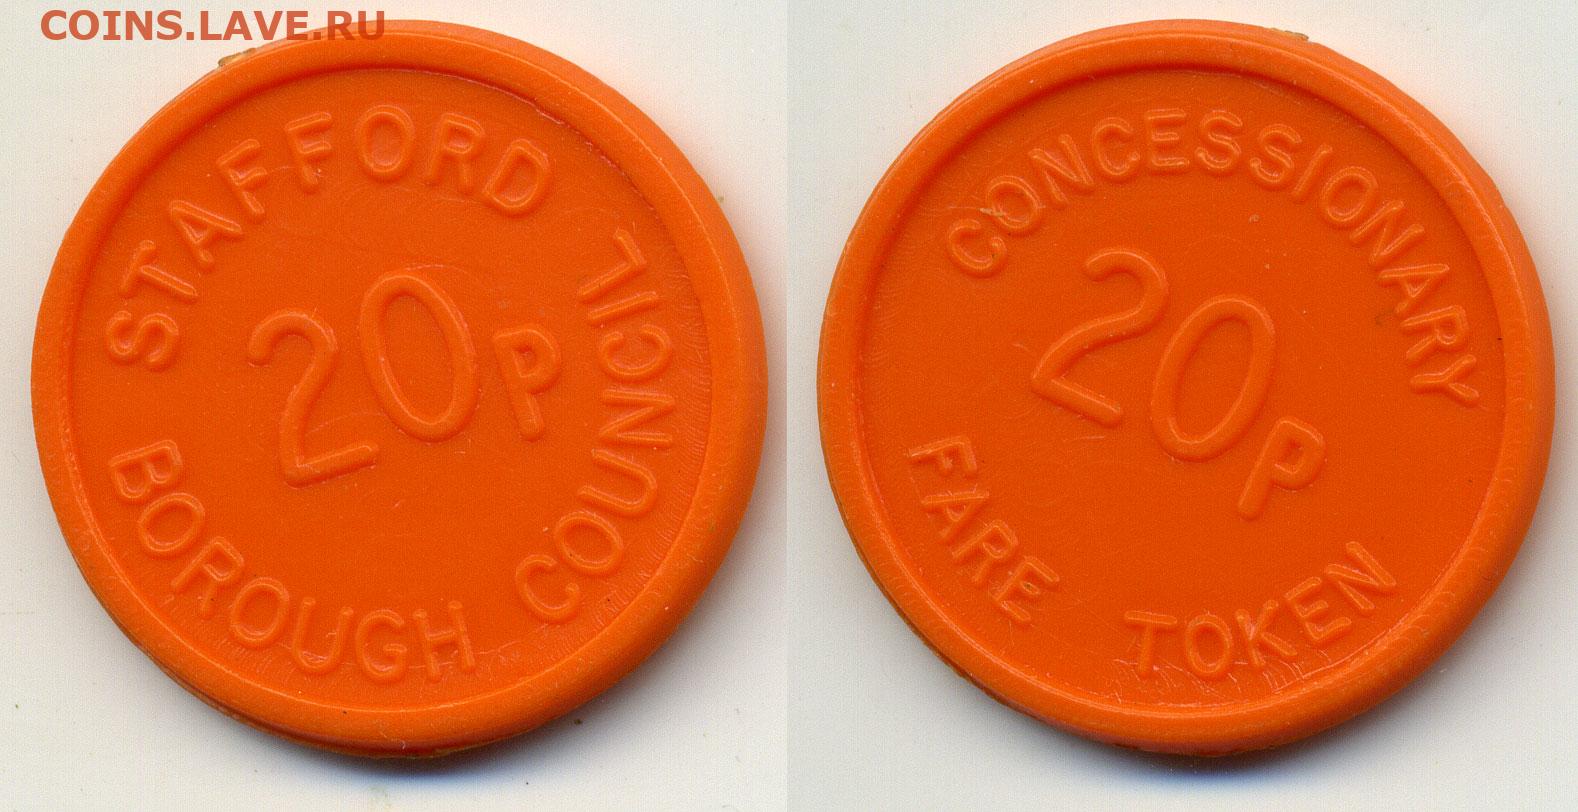 COINS.LAVE.RU
STAFFORD
BOROUGH COUNCIL
20P
CONCESSIONARY
FARE TOKEN
20P